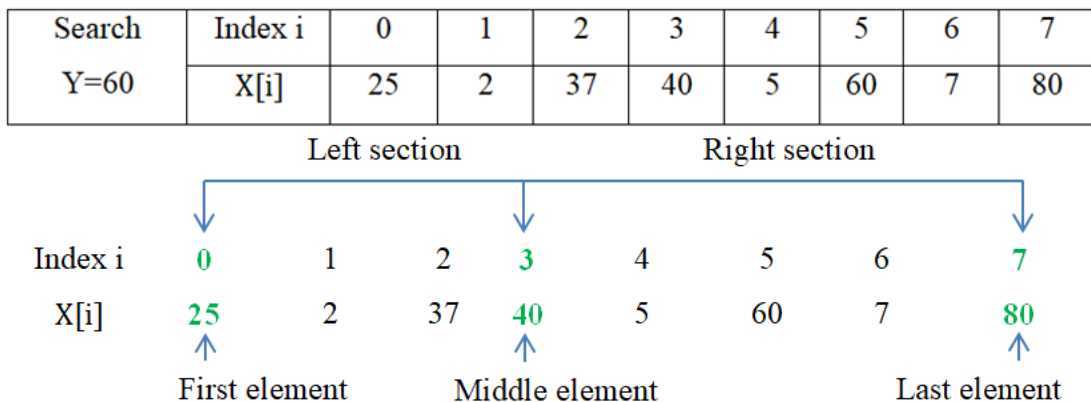 Search Index i 0 1 2 3 4 5 6 7
Y=60 X[i] 25 2 37 40 5 60 7 80
Left section Right section
Index i 0 1 2 3 4 5 6 7
X[i] 25 2 37 40 5 60 7 80
First element Middle element Last element